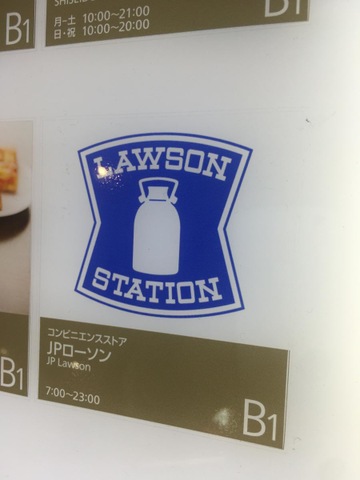 B1
月-土 10:00~21:00
日・祝 10:00~20:00
B1
LAWSON
STATION
コンビニエンスストア
JPローソン
JP Lawson
7:00~23:00
B1
B1